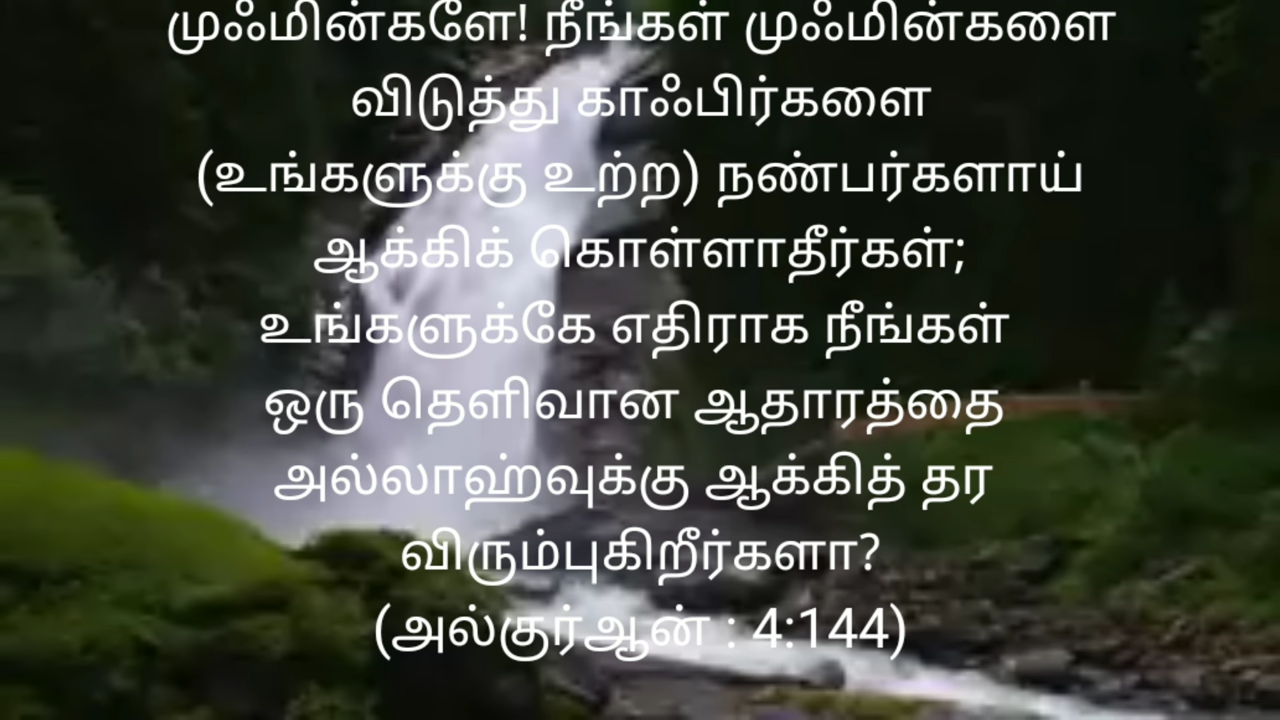 முஃமின்களே! நீங்கள் முஃமின்களை
விடுத்து காஃபிர்களை
(உங்களுக்கு உற்ற) நண்பர்களாய்
ஆக்கிக் கொள்ளாதீர்கள்;
உங்களுக்கே எதிராக நீங்கள்
ஒரு தெளிவான ஆதாரத்தை
அல்லாஹ்வுக்கு ஆக்கித் தர
விரும்புகிறீர்களா?
(அல்குர்ஆன் : 4:144)